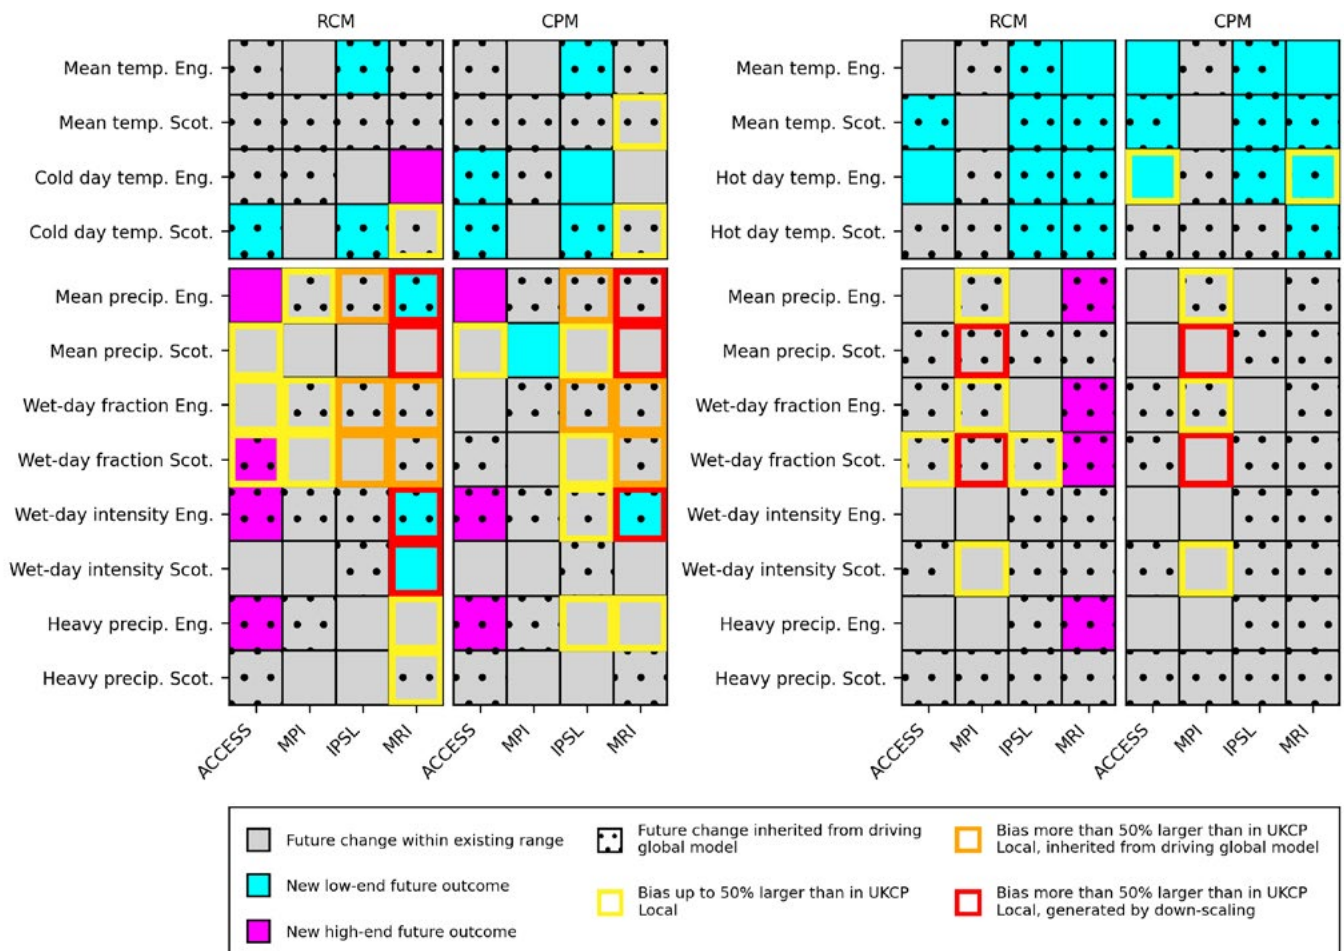 RCM CPM RCM CPM
Mean temp. Eng. Mean temp. Eng.
Mean temp. Scot. Mean temp. Scot.
Cold day temp. Eng. Hot day temp. Eng.
Cold day temp. Scot. Hot day temp. Scot.
Mean precip. Eng. Mean precip. Eng.
Mean precip. Scot. Mean precip. Scot.
Wet-day fraction Eng. Wet-day fraction Eng.
Wet-day fraction Scot. Wet-day fraction Scot.
Wet-day intensity Eng. Wet-day intensity Eng.
Wet-day intensity Scot. Wet-day intensity Scot.
Heavy precip. Eng. Heavy precip. Eng.
Heavy precip. Scot. Heavy precip. Scot.
ACCESS MPI IPSL MRI ACCESS MPI IPSL MRI ACCESS MPI IPSL MRI ACCESS MPI IPSL MRI
Future change within existing range
New low-end future outcome
New high-end future outcome
Future change inherited from driving
global model
Bias up to 50% larger than in UKCP
Local
Bias more than 50% larger than in UKCP
Local, inherited from driving global model
Bias more than 50% larger than in UKCP
Local, generated by down-scaling